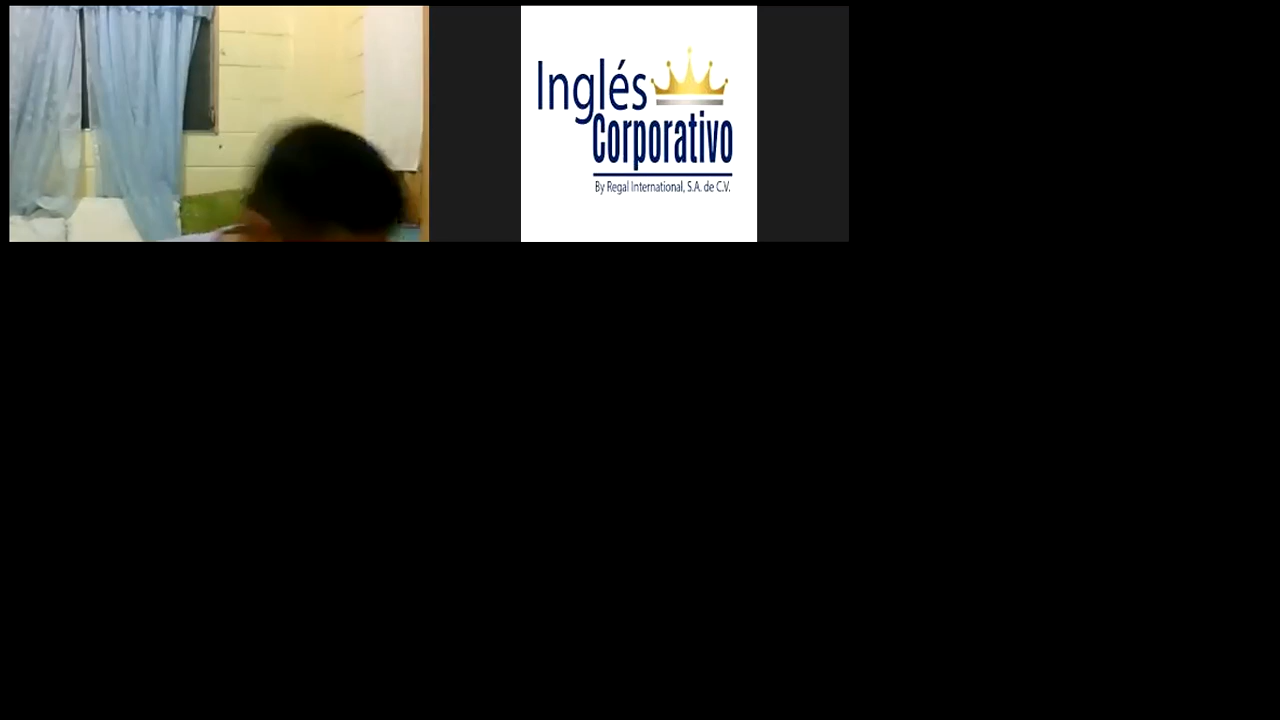 Inglés
Corporativo
By Regal International, S.A. de C.V.